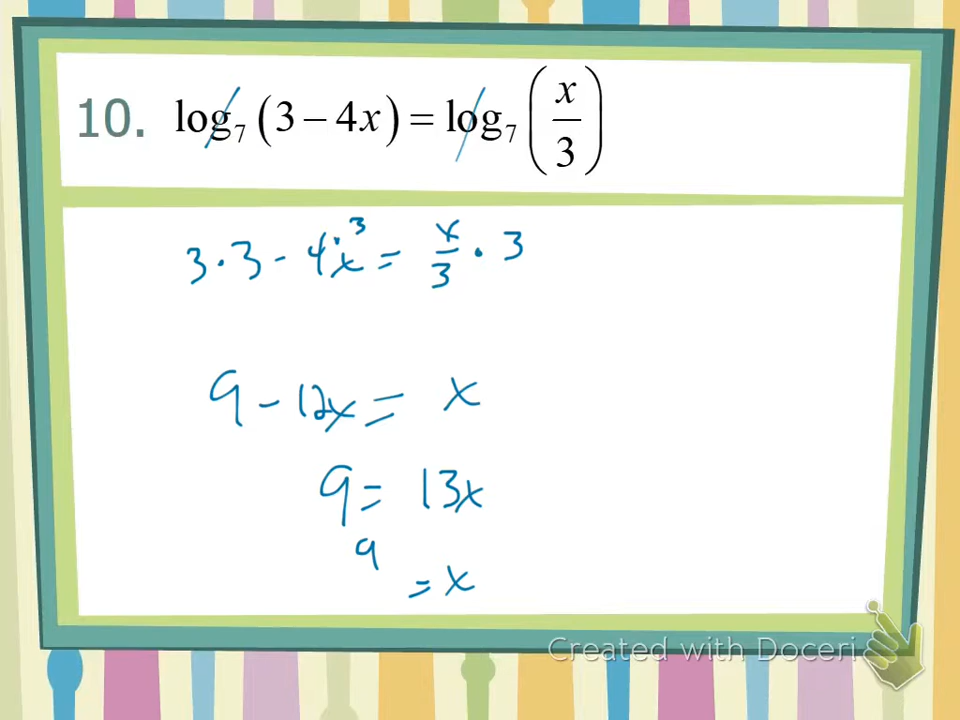 10. log₇(3 – 4x) = log₇(x/3)
3 · 3 - 4x · 3 = x/3 · 3
9 - 12x = x
9 = 13x
9 = x
Created with Doceri